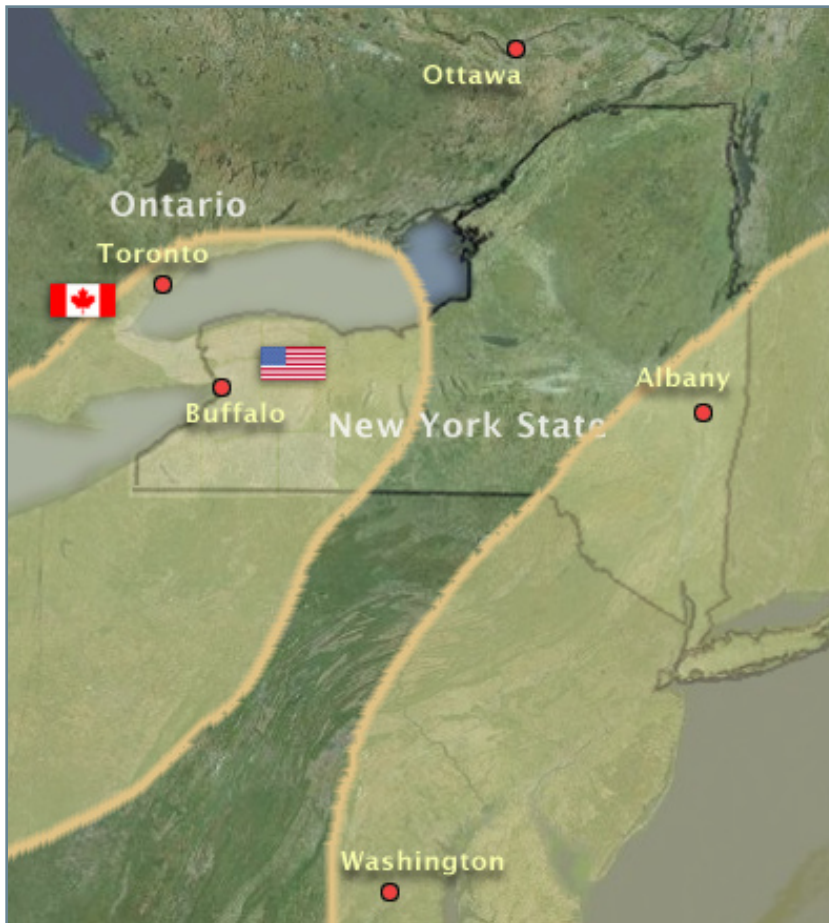 Ottawa
Ontario
Toronto
Albany
Buffalo
New York State
Washington